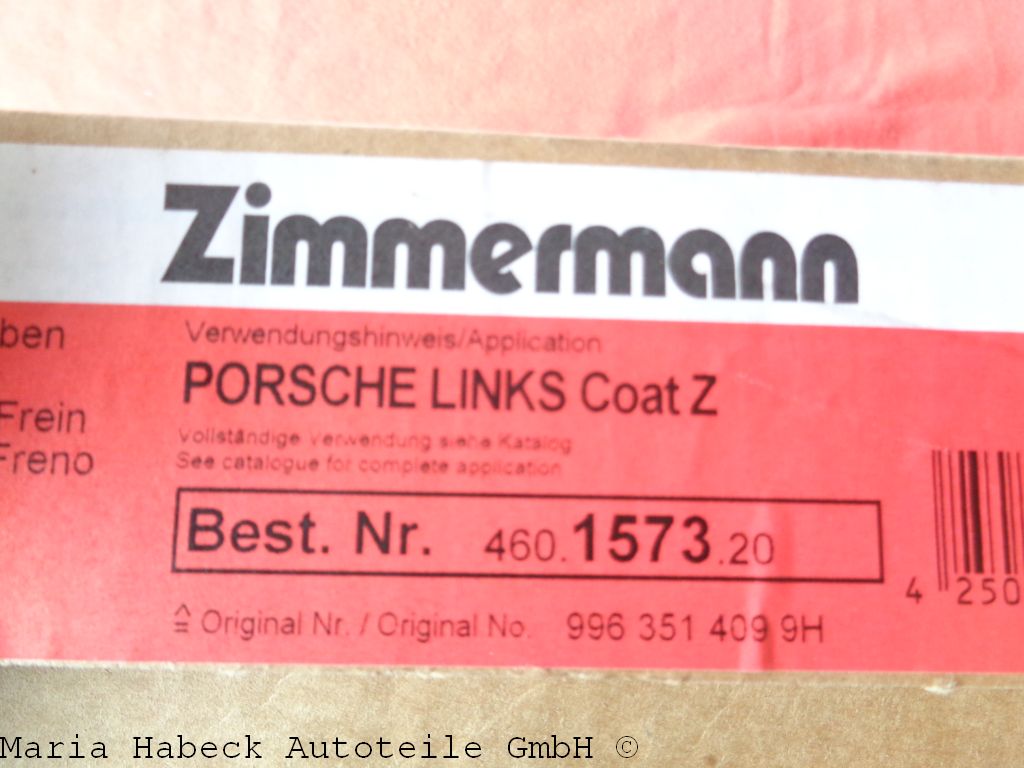 Zimmermann
ben
Verwendungshinweis/Application
PORSCHE LINKS Coat Z
Frein
Vollständige Verwendung siehe Katalog
Freno
See catalogue for complete application
Best. Nr. 460.1573.20
4 250
≙ Original Nr. / Original No. 996 351 409 9H
Maria Habeck Autoteile GmbH ©